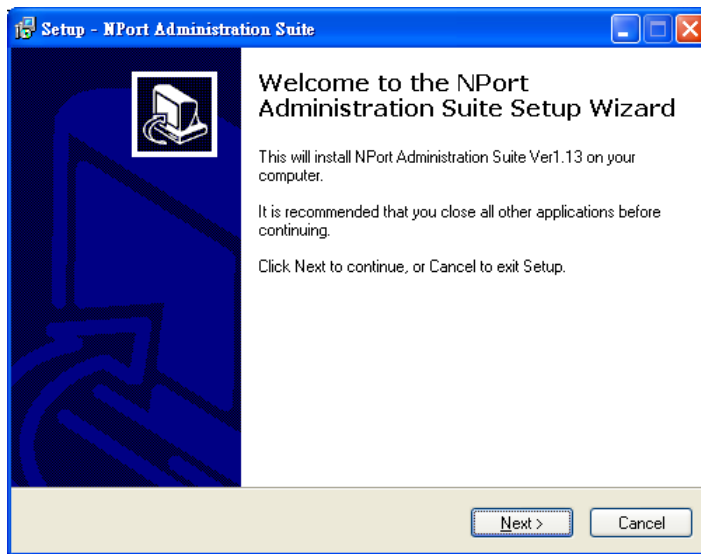 Setup - NPort Administration Suite
Welcome to the NPort
Administration Suite Setup Wizard
This will install NPort Administration Suite Ver1.13 on your
computer.
It is recommended that you close all other applications before
continuing.
Click Next to continue, or Cancel to exit Setup.
Next >
Cancel